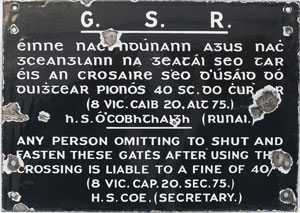 G. S. R.
éinne nac ndúnann agus nac
gceanglann na geataí seo tar
éis an crosaire seo d'úsáid dó
duigtear pionós 40 sc. do cur air
(8 vic. caib 20. alt 75.)
h. S. Ó'cobhthaigh (Runai.)
ANY PERSON OMITTING TO SHUT AND
FASTEN THESE GATES AFTER USING THE
CROSSING IS LIABLE TO A FINE OF 40/
(8 VIC. CAP. 20. SEC. 75.)
H. S. COE. (SECRETARY.)